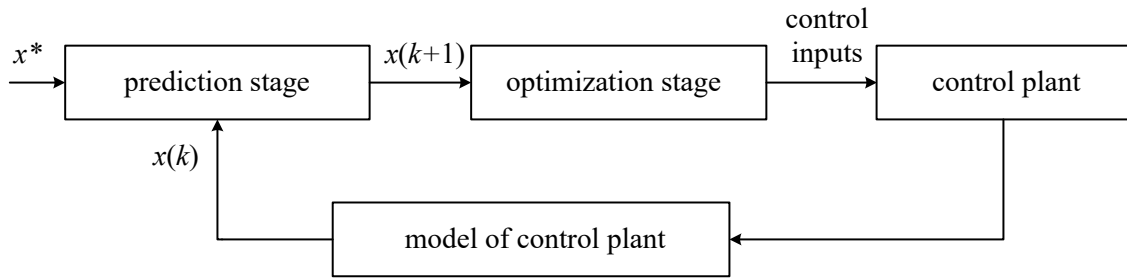 x*
prediction stage
x(k+1)
optimization stage
control
inputs
control plant
x(k)
model of control plant